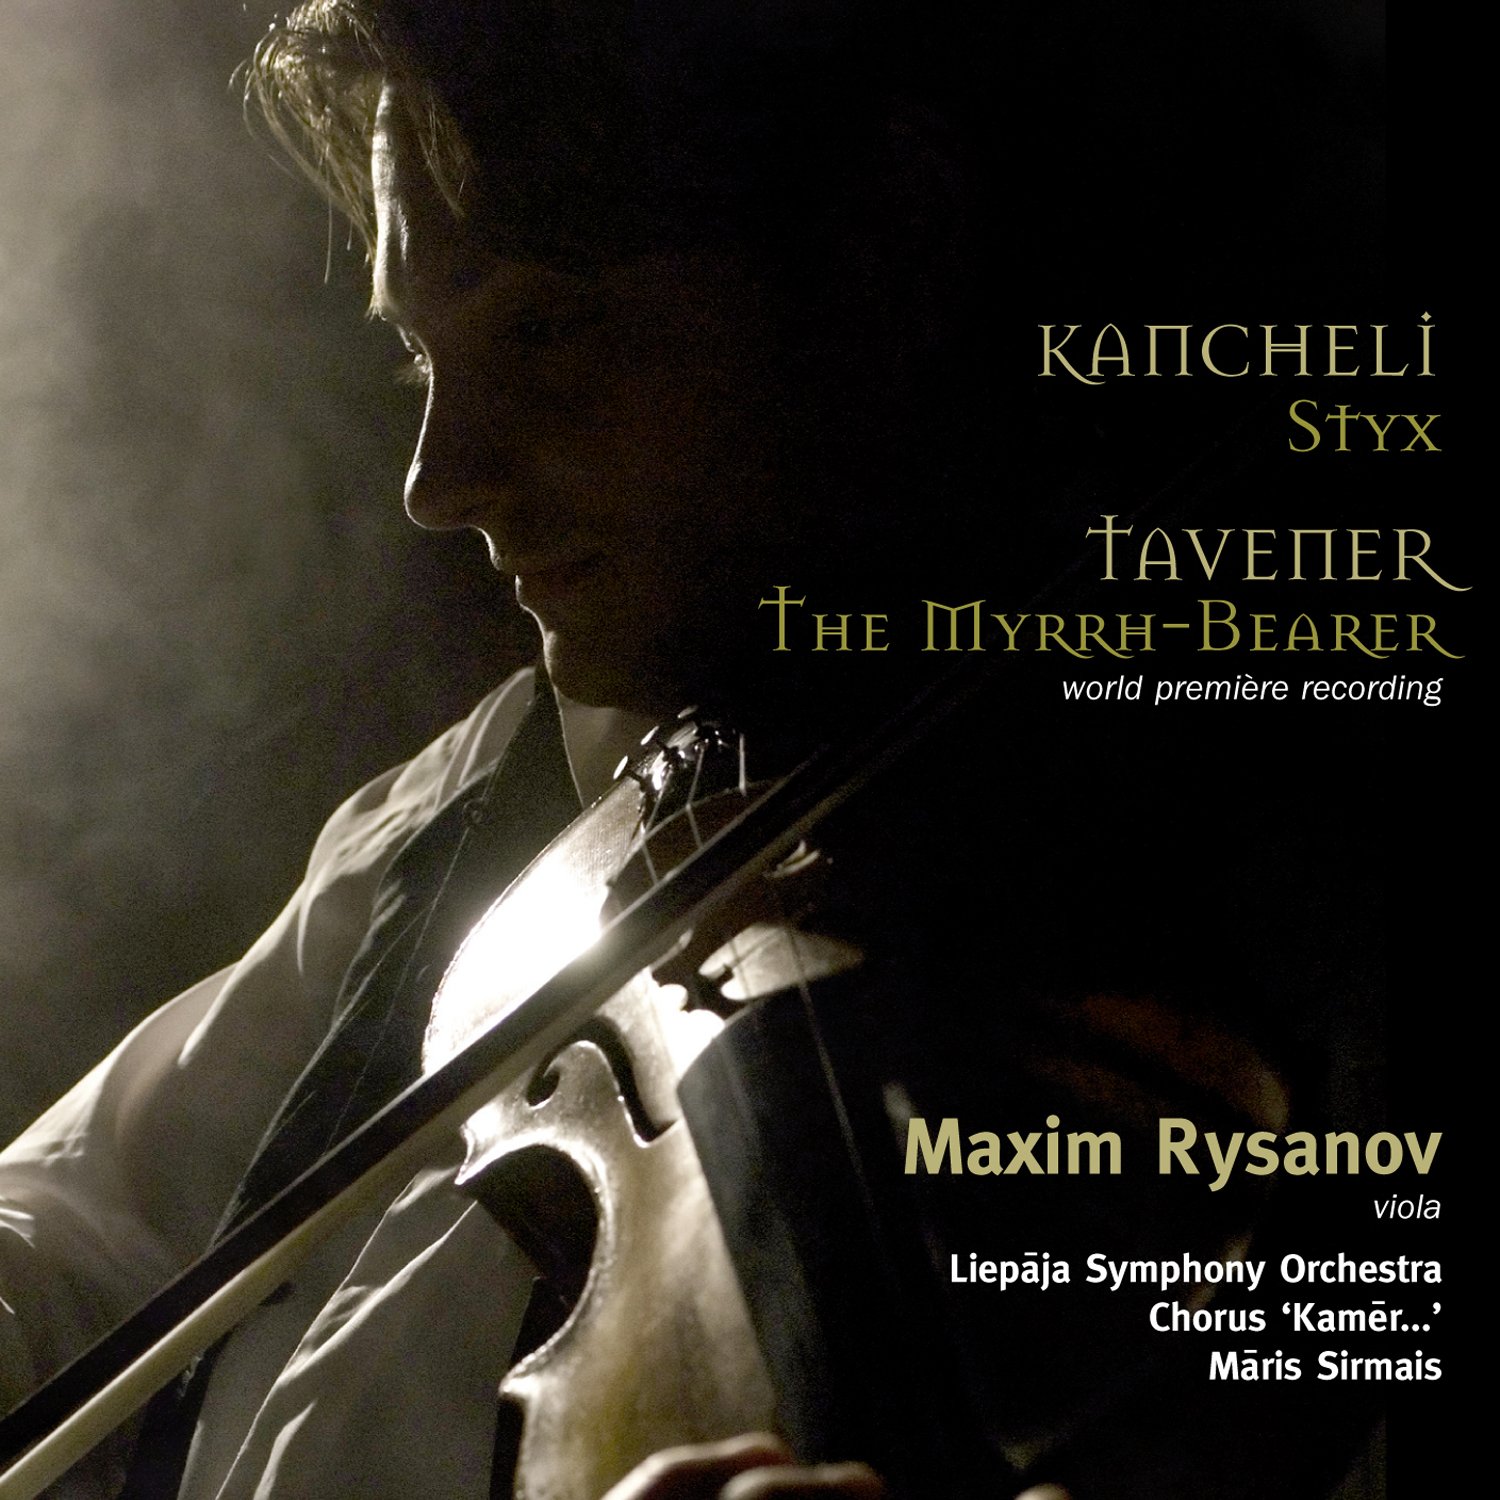 KANCHELI
STYX
TAVENER
THE MYRRH-BEARER
world première recording
Maxim Rysanov
viola
Liepāja Symphony Orchestra
Chorus ‘Kamēr...’
Māris Sirmais